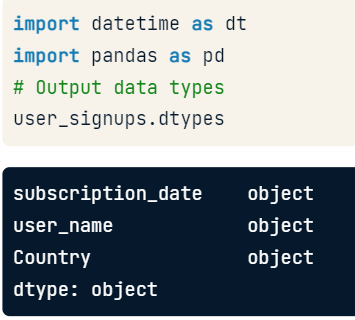 import datetime as dt
import pandas as pd
# Output data types
user_signups.dtypes
subscription_date    object
user_name            object
Country              object
dtype: object